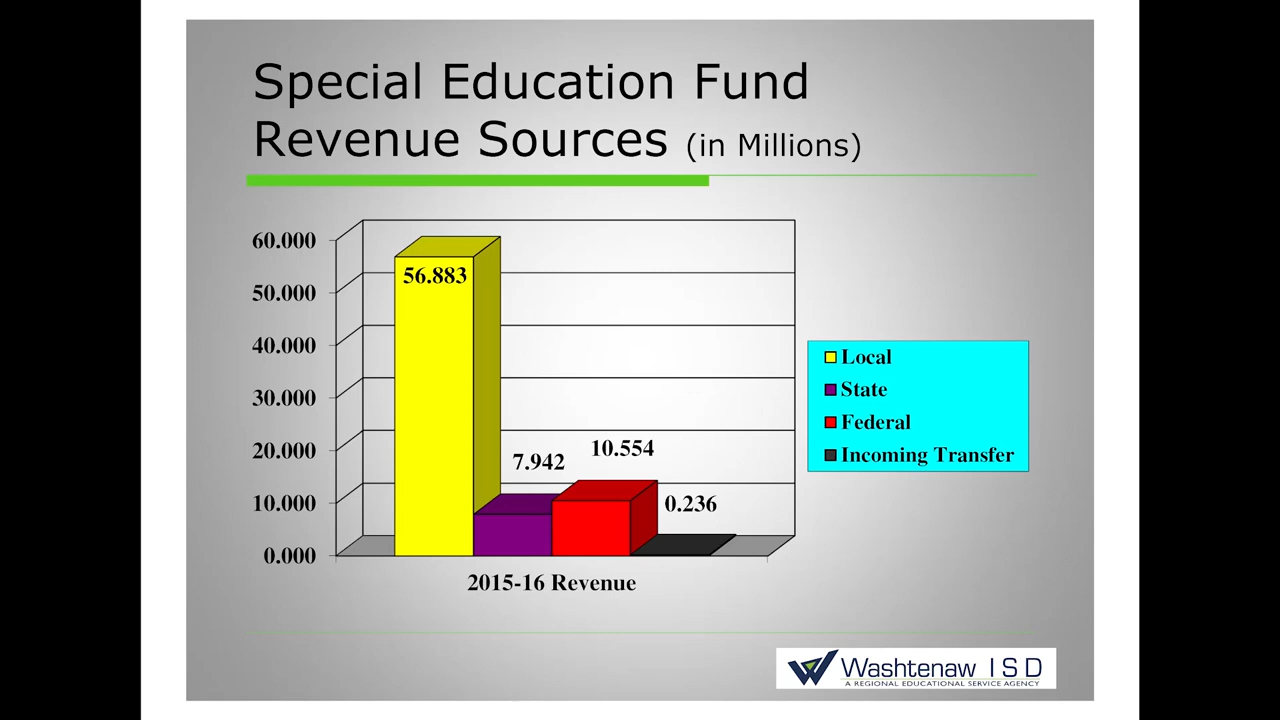 Special Education Fund
Revenue Sources (in Millions)
60.000
50.000
40.000
30.000
20.000
10.000
0.000
56.883
7.942
10.554
0.236
2015-16 Revenue
Local
State
Federal
Incoming Transfer
Washtenaw ISD
A REGIONAL EDUCATIONAL SERVICE AGENCY